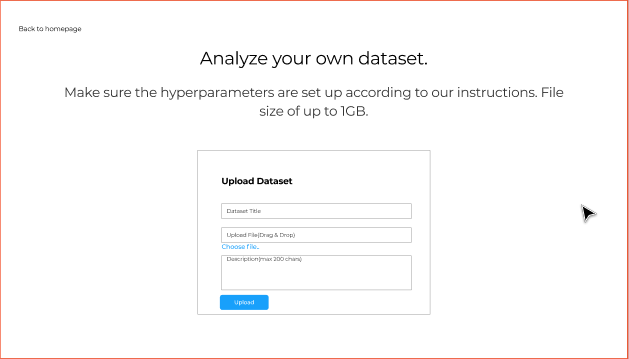 Back to homepage
Analyze your own dataset.
Make sure the hyperparameters are set up according to our instructions. File
size of up to 1GB.
Upload Dataset
Dataset Title
Upload File(Drag & Drop)
Choose file..
Description(max 200 chars)
Upload